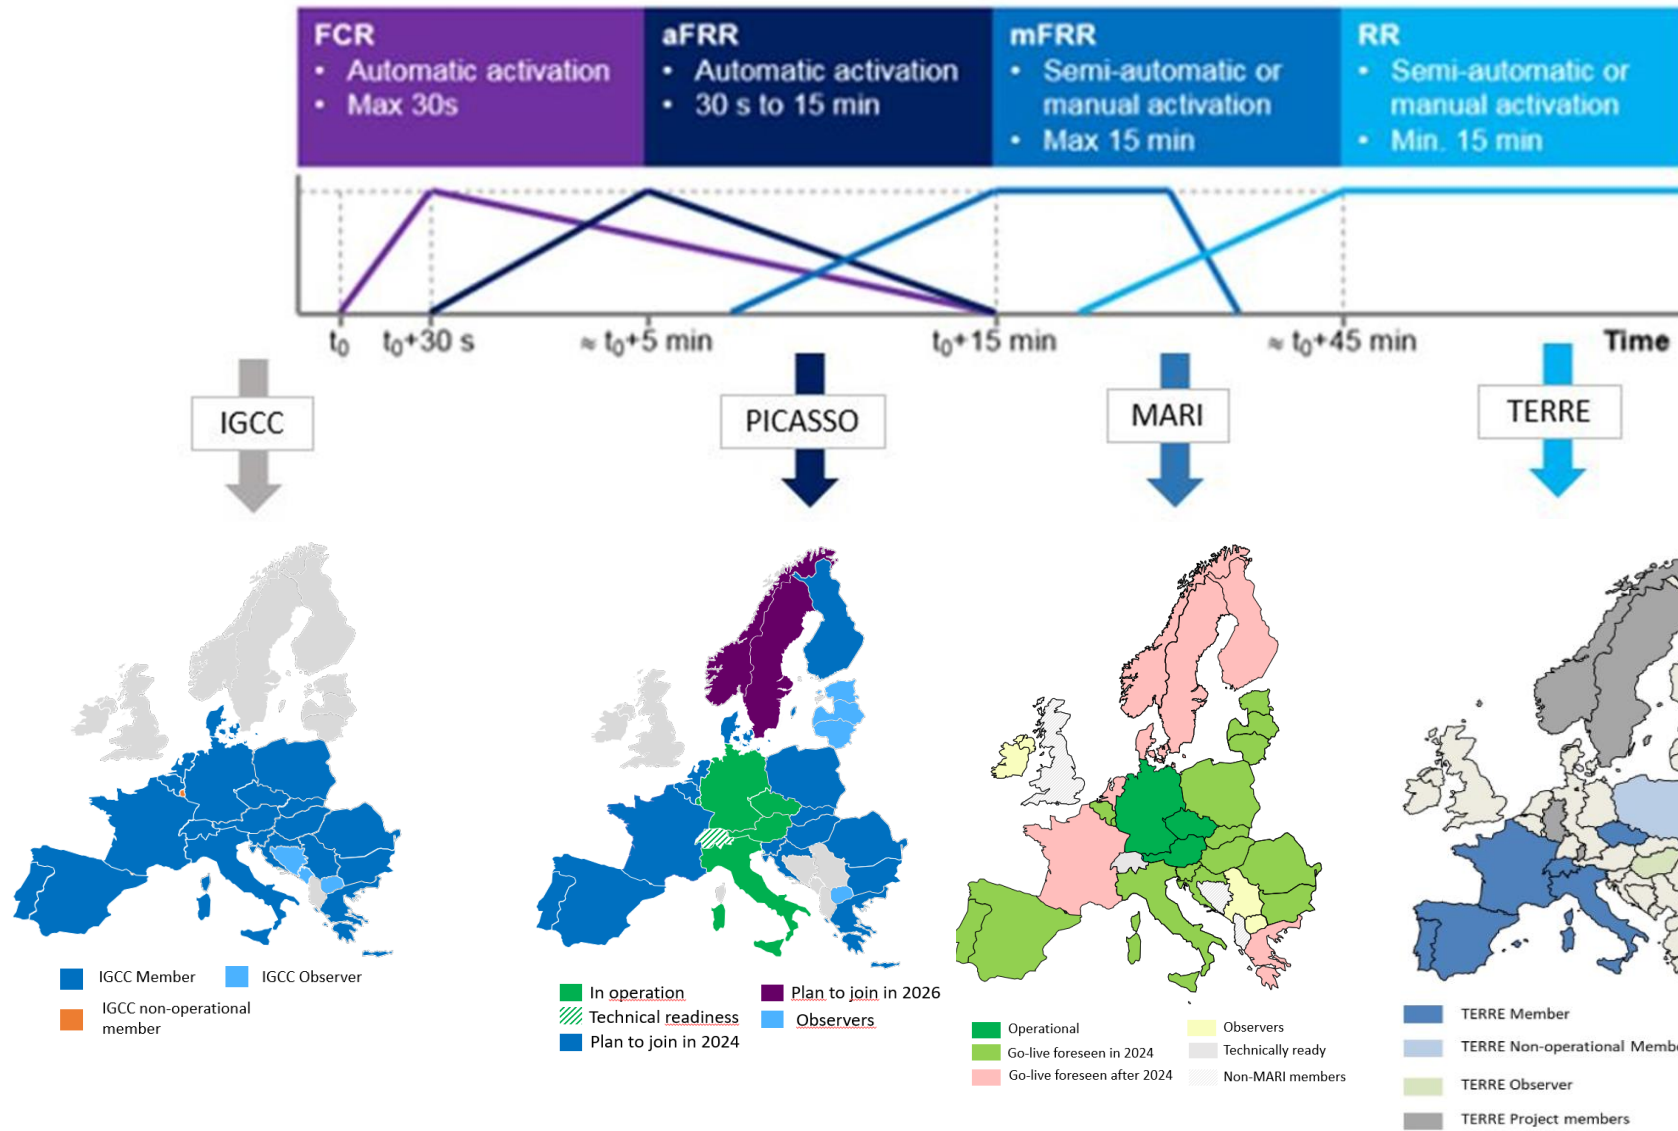 FCR
• Automatic activation
• Max 30s
aFRR
• Automatic activation
• 30 s to 15 min
mFRR
• Semi-automatic or
manual activation
• Max 15 min
RR
• Semi-automatic or
manual activation
• Min. 15 min
t0 t0+30 s ≈ t0+5 min t0+15 min ≈ t0+45 min Time
IGCC
PICASSO
MARI
TERRE
IGCC Member
IGCC Observer
IGCC non-operational
member
In operation
Technical readiness
Plan to join in 2024
Plan to join in 2026
Observers
Operational
Go-live foreseen in 2024
Go-live foreseen after 2024
Observers
Technically ready
Non-MARI members
TERRE Member
TERRE Non-operational Membe
TERRE Observer
TERRE Project members